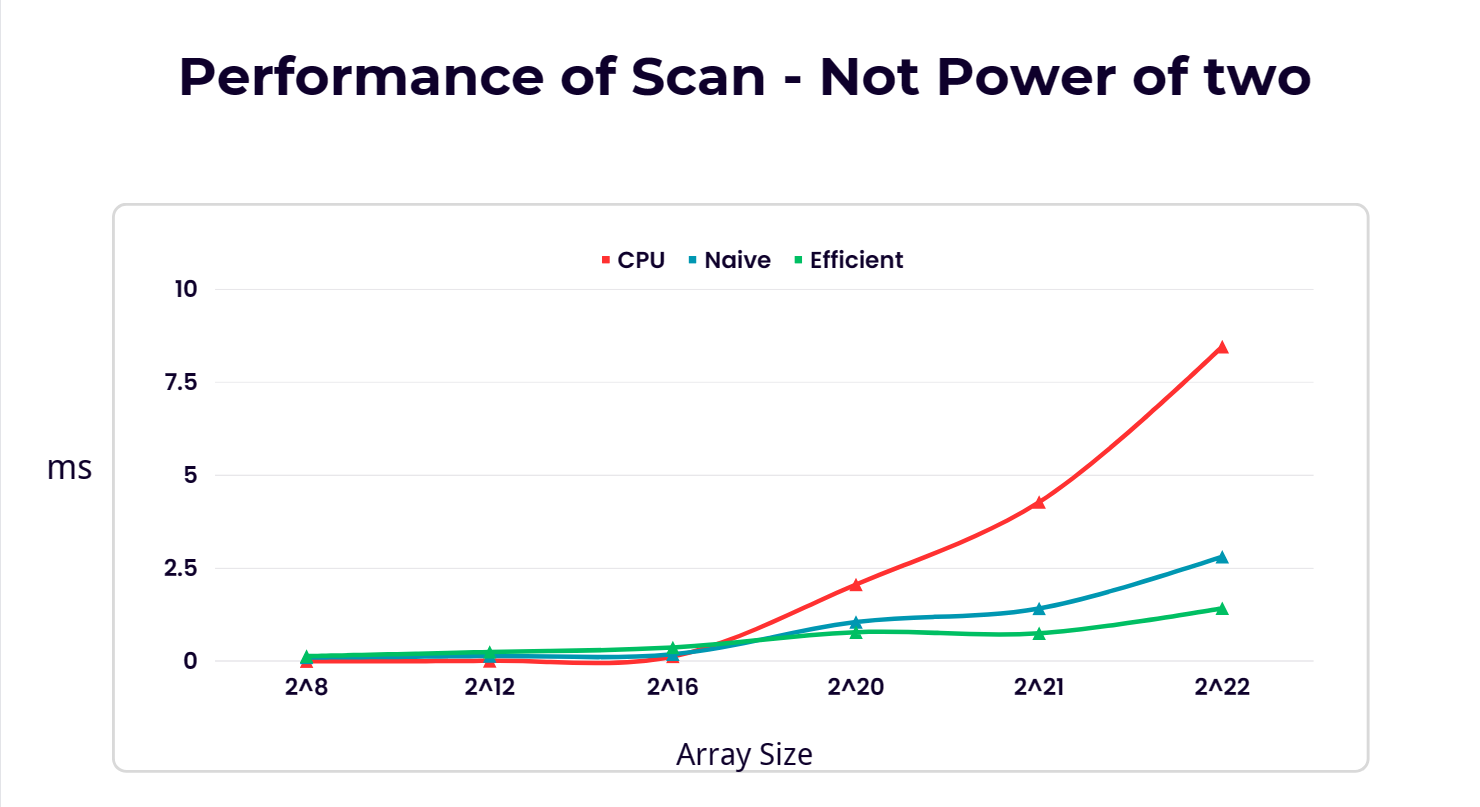 Performance of Scan - Not Power of two
CPU Naive Efficient
10
7.5
ms
5
2.5
0
2^8 2^12 2^16 2^20 2^21 2^22
Array Size